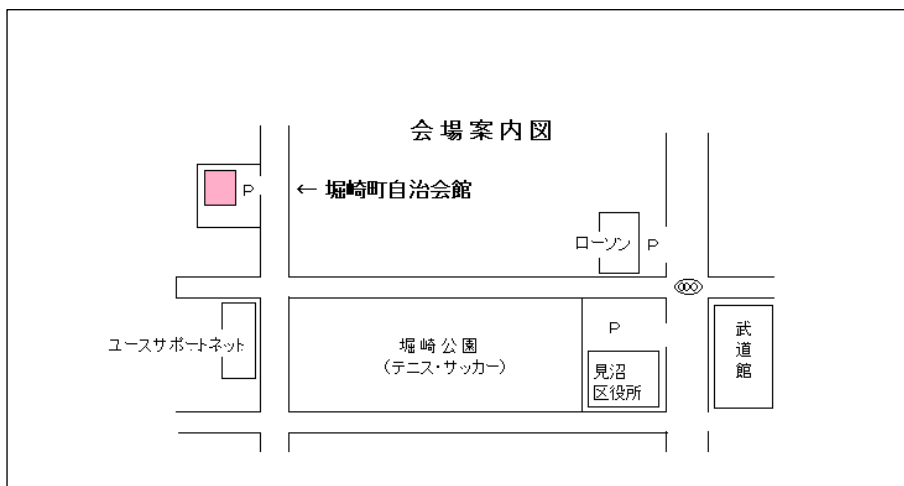 会場案内図
P
← 堀崎町自治会館
ローソン P
ユースサポートネット
堀崎公園
(テニス・サッカー)
P
見沼
区役所
武道館